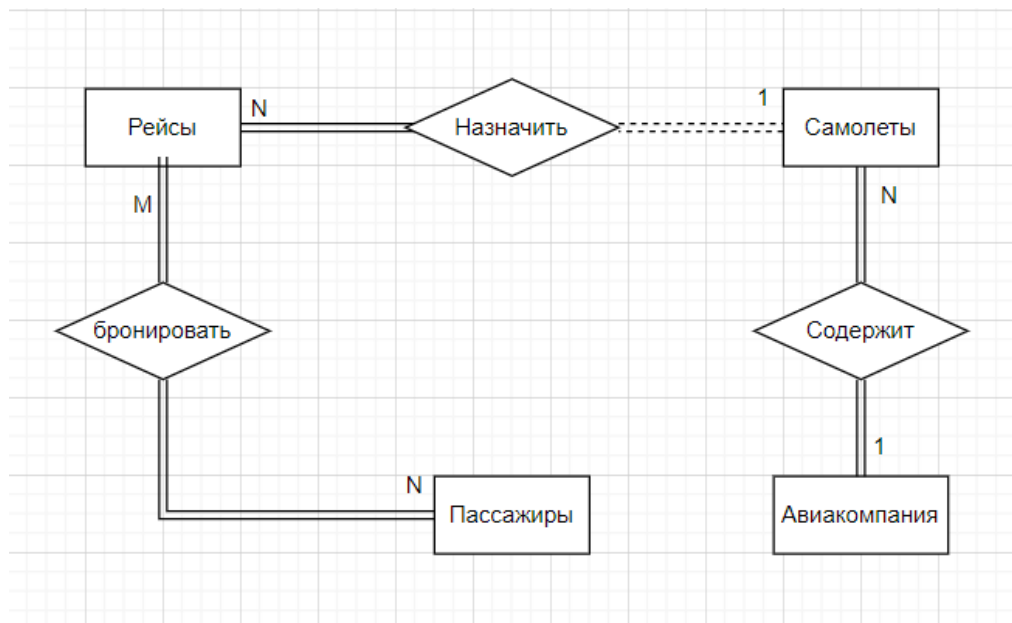 N
1
Рейсы
Назначить
Самолеты
M
N
бронировать
Содержит
1
N
Пассажиры
Авиакомпания